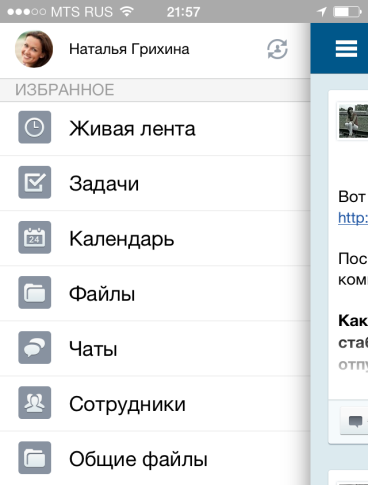 MTS RUS 21:57
Наталья Грихина
ИЗБРАННОЕ
Живая лента
Задачи
24
Календарь
Файлы
Чаты
Сотрудники
Общие файлы
Вот
http:
Пос
ком
Как
ста
отп